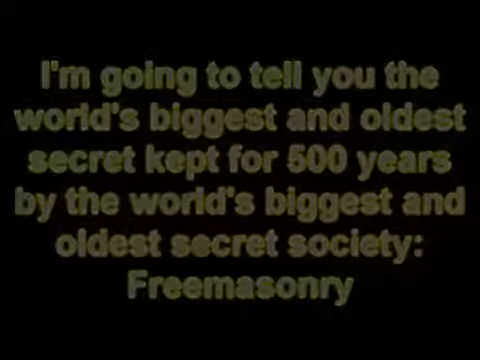 I'm going to tell you the
world's biggest and oldest
secret kept for 500 years
by the world's biggest and
oldest secret society:
Freemasonry